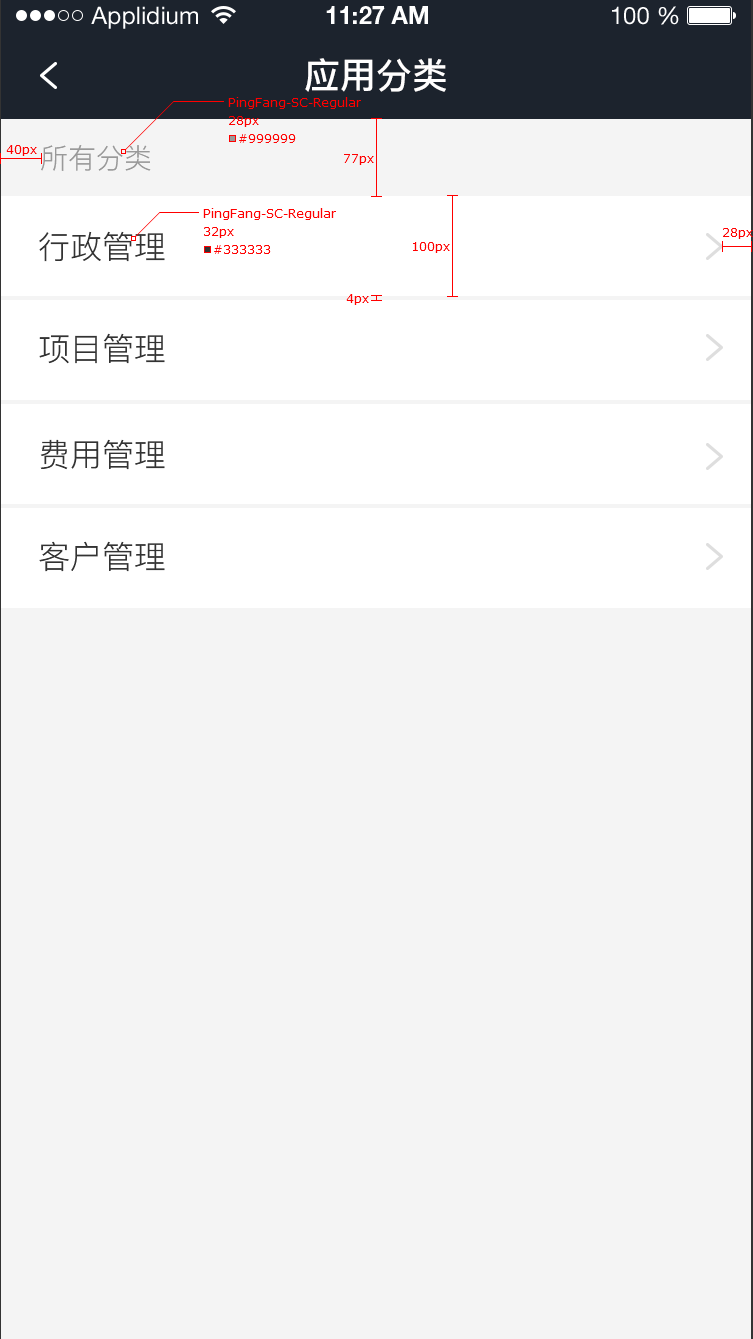 Applidium 11:27 AM 100 %
应用分类
PingFang-SC-Regular
28px
#999999
40px
所有分类
77px
PingFang-SC-Regular
32px
#333333
行政管理
100px
28px
4px
项目管理
费用管理
客户管理